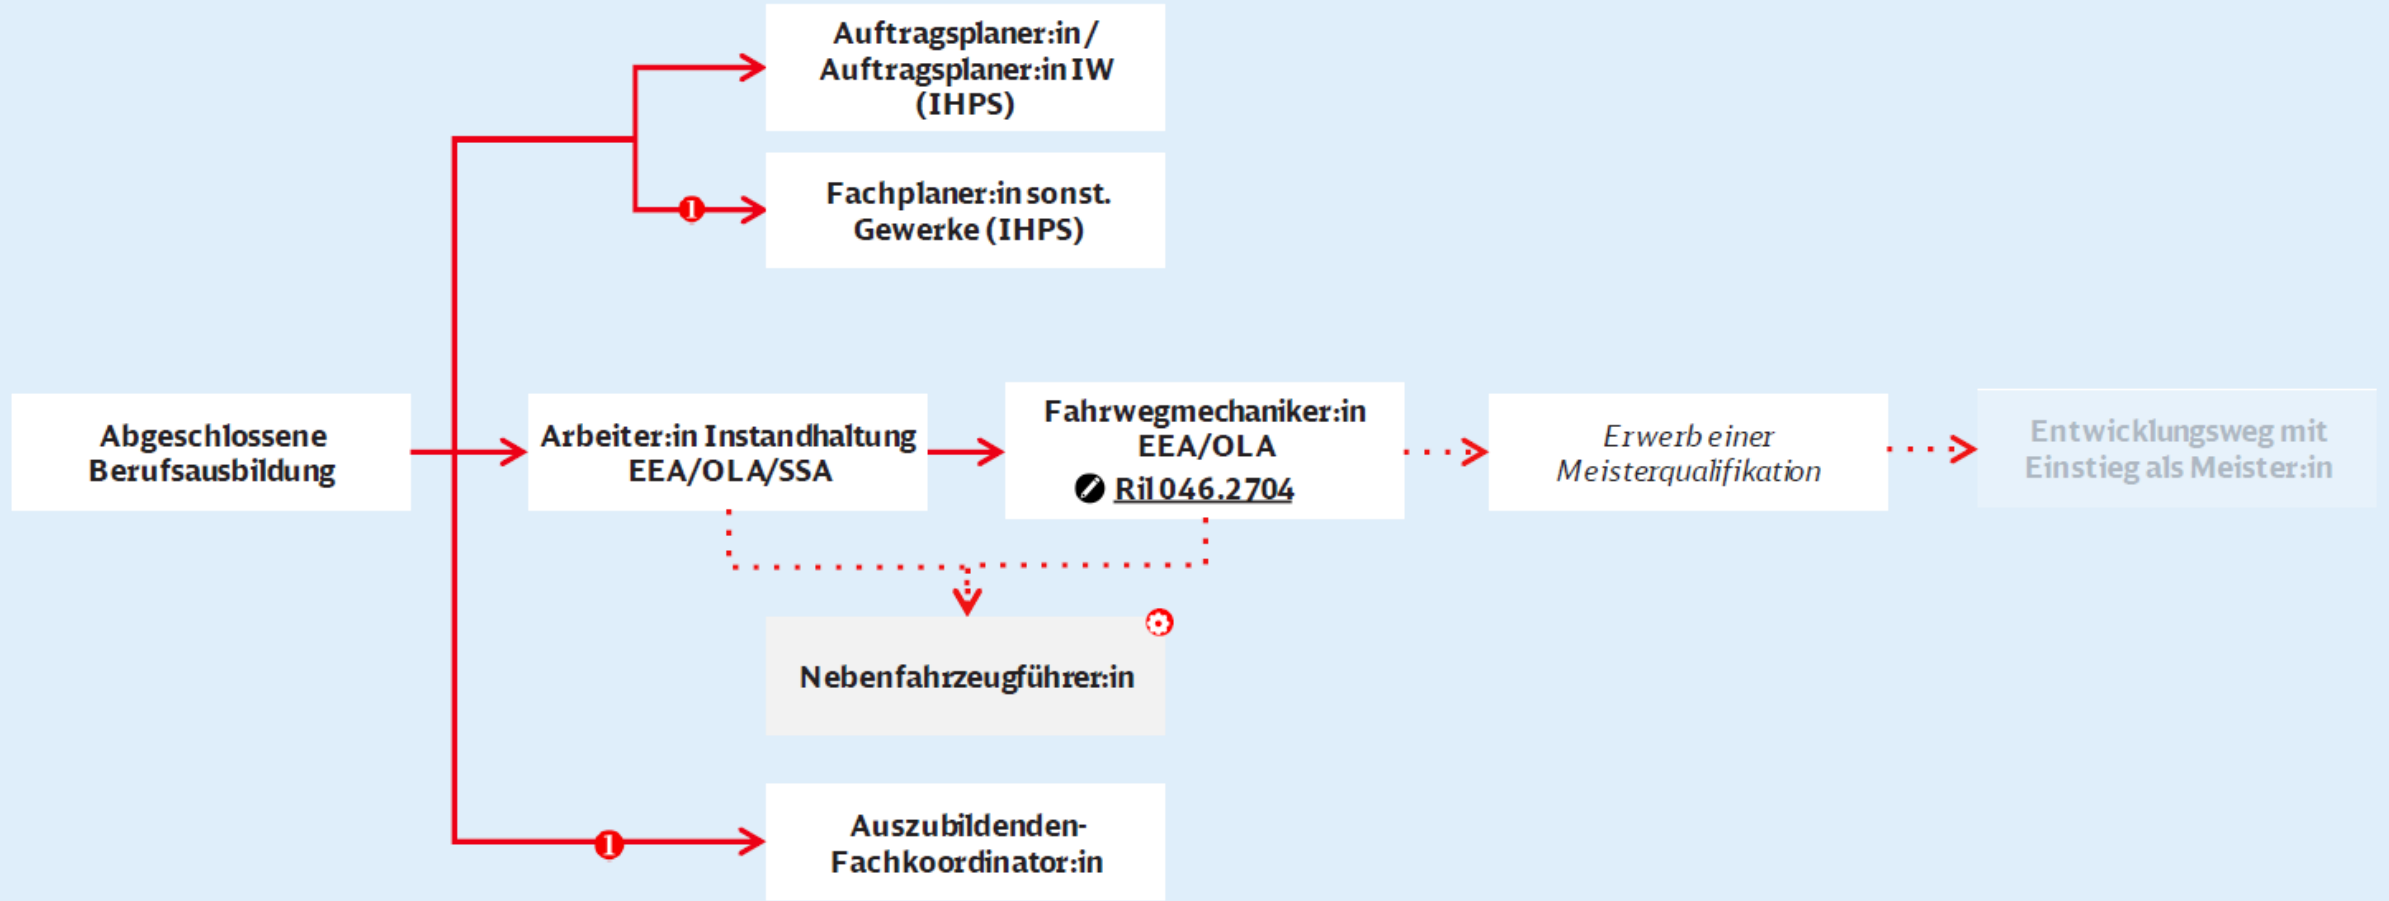 Auftragsplaner:in /
Auftragsplaner:in IW
(IHPS)
1
Fachplaner:in sonst.
Gewerke (IHPS)
Abgeschlossene
Berufsausbildung
Arbeiter:in Instandhaltung
EEA/OLA/SSA
Fahrwegmechaniker:in
EEA/OLA
Ril 046.2704
Erwerb einer
Meisterqualifikation
Entwicklungsweg mit
Einstieg als Meister:in
Nebenfahrzeugführer:in
1
Auszubildenden-
Fachkoordinator:in